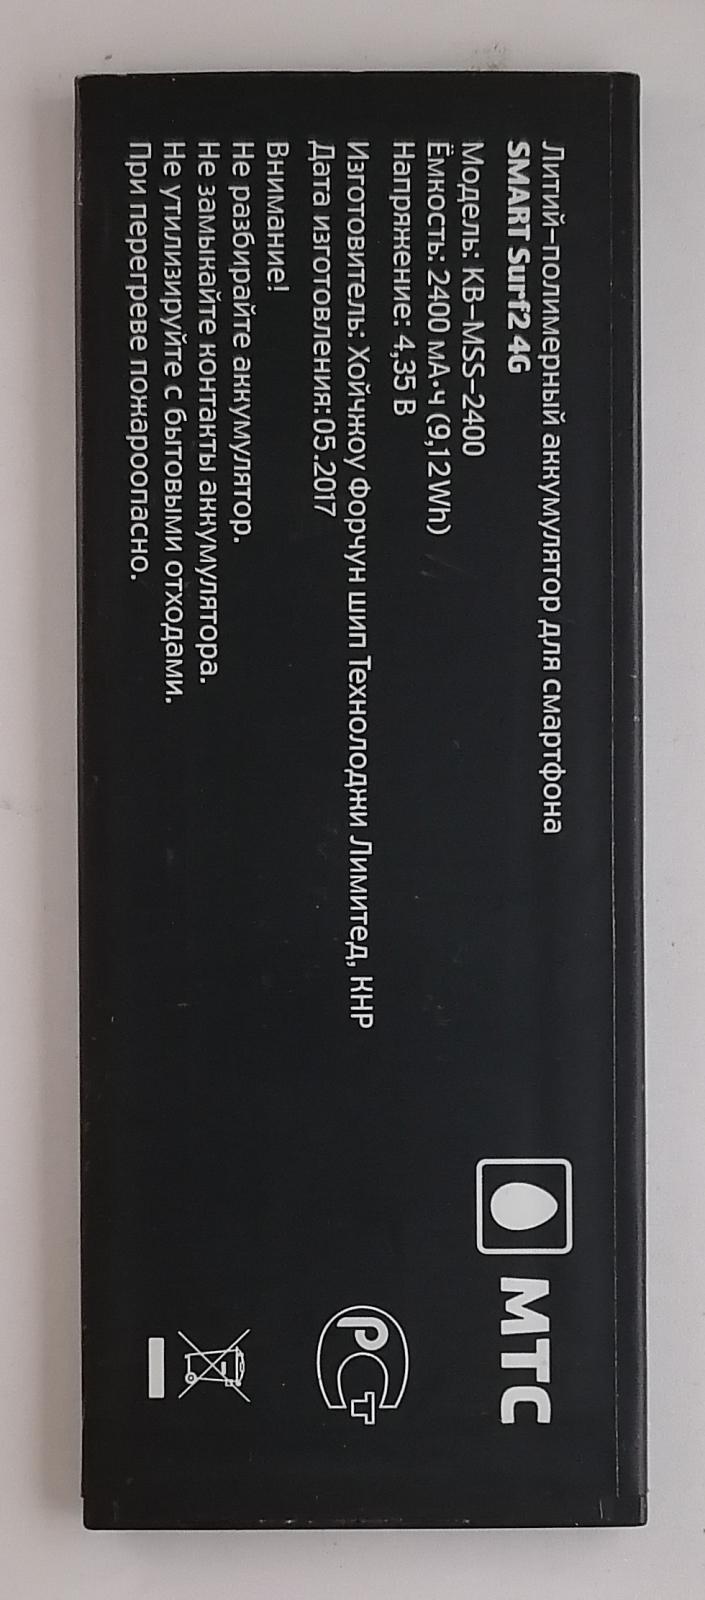 Литий-полимерный аккумулятор для смартфона
SMART Surf2 4G
Модель: KB-MSS-2400
Ёмкость: 2400 мА·ч (9,12Wh)
Напряжение: 4,35 В
Изготовитель: Хойчжоу Форчун шип Технолоджи Лимитед, КНР
Дата изготовления:05.2017
Внимание!
Не разбирайте аккумулятор.
Не замыкайте контакты аккумулятора.
Не утилизируйте с бытовыми отходами.
При перегреве пожароопасно.
МТС
РСТ